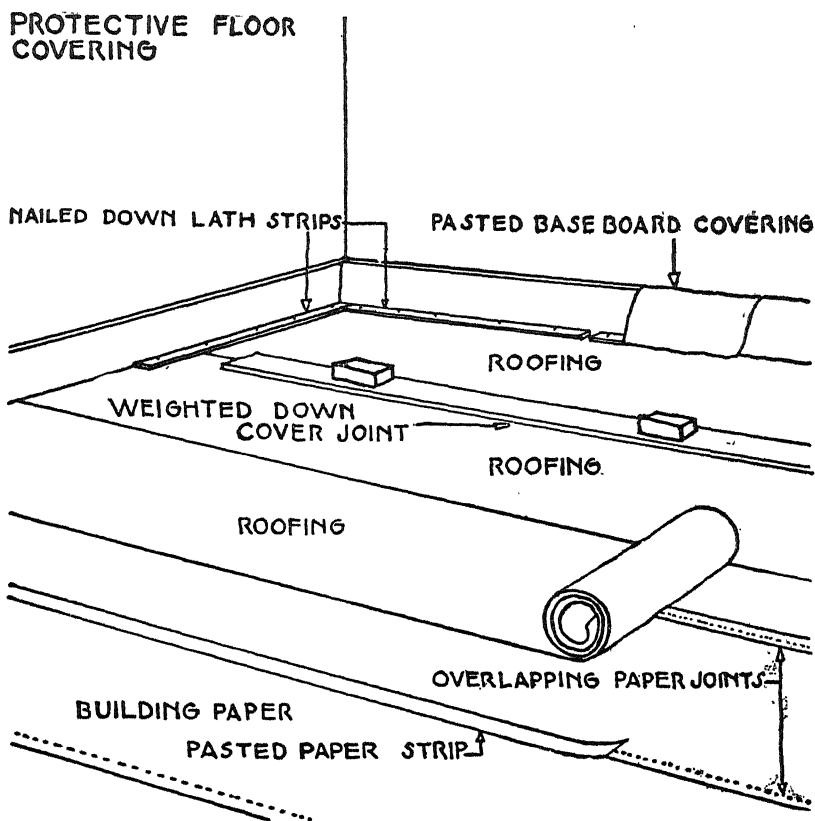 PROTECTIVE FLOOR
COVERING
NAILED DOWN LATH STRIPS
PASTED BASE BOARD COVERING
ROOFING
WEIGHTED DOWN
COVER JOINT
ROOFING
ROOFING
OVERLAPPING PAPER JOINTS
BUILDING PAPER
PASTED PAPER STRIP